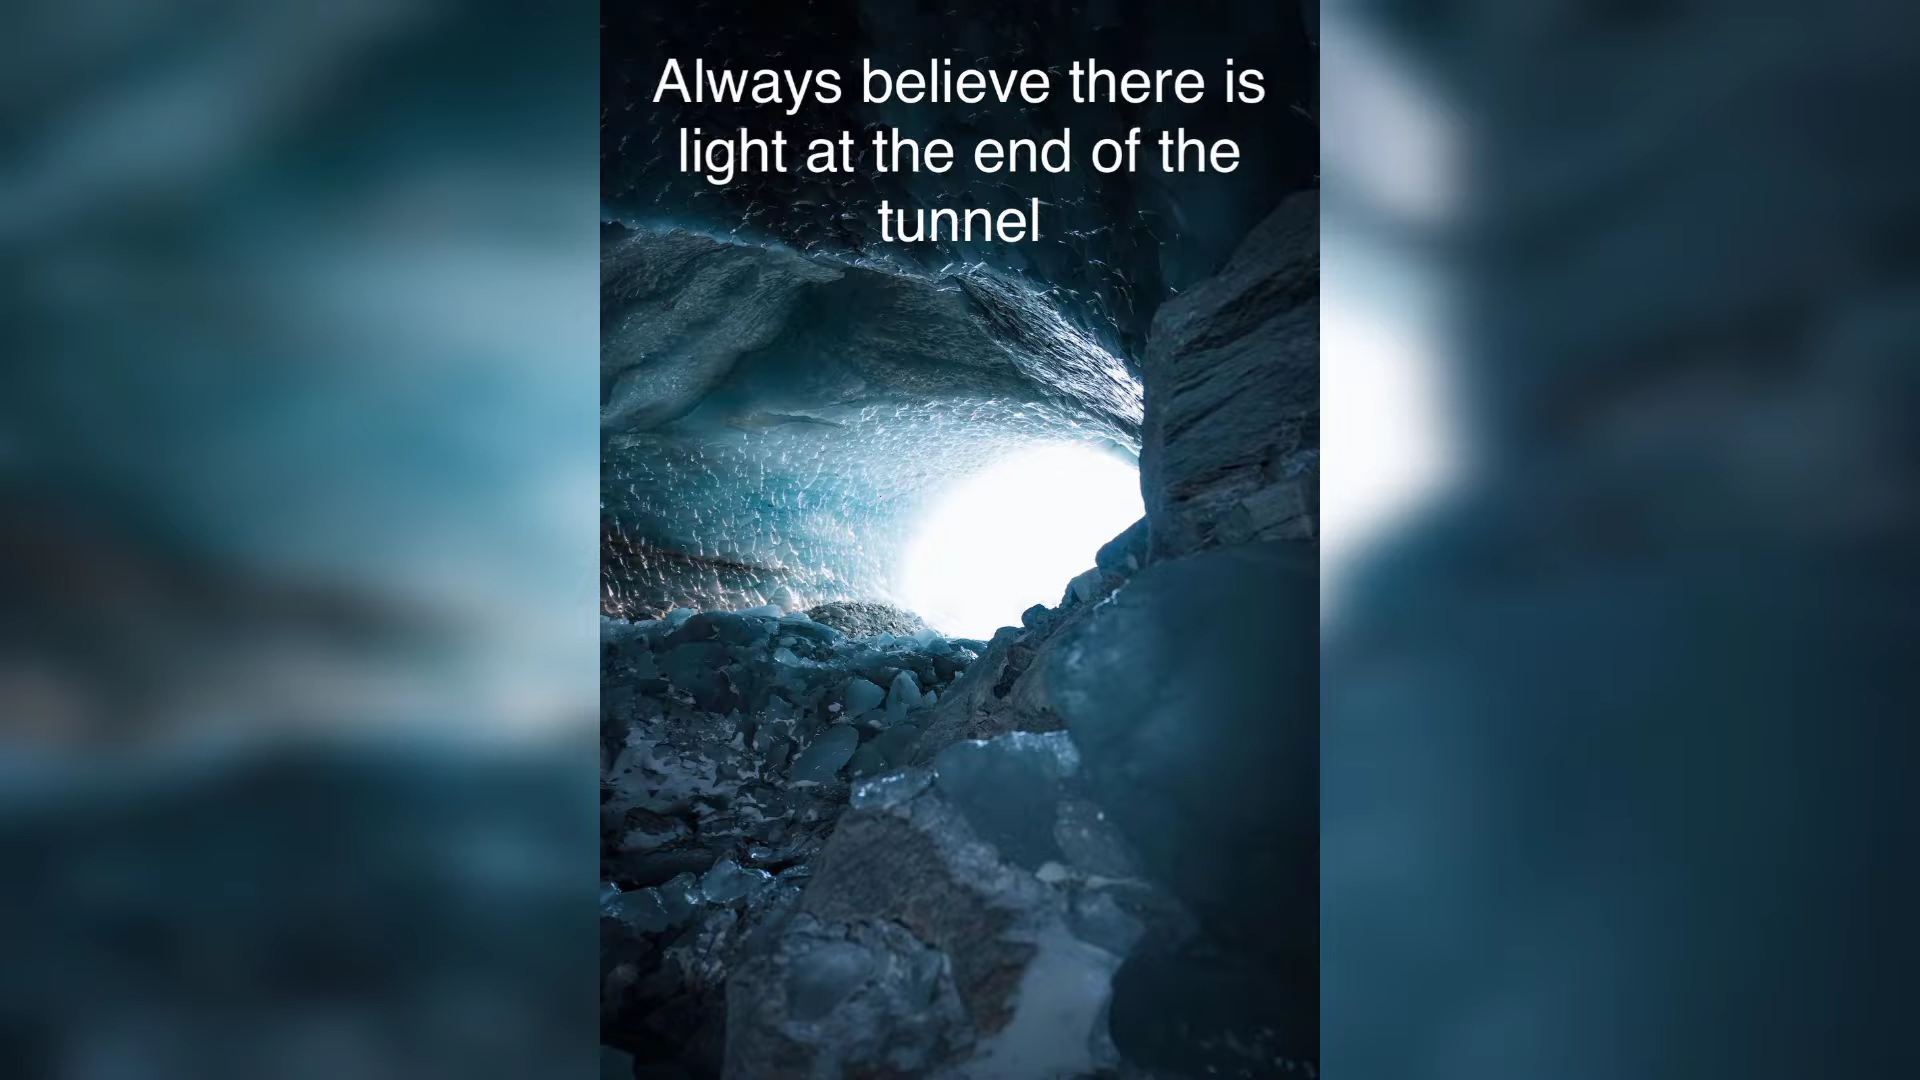 Always believe there is
light at the end of the
tunnel